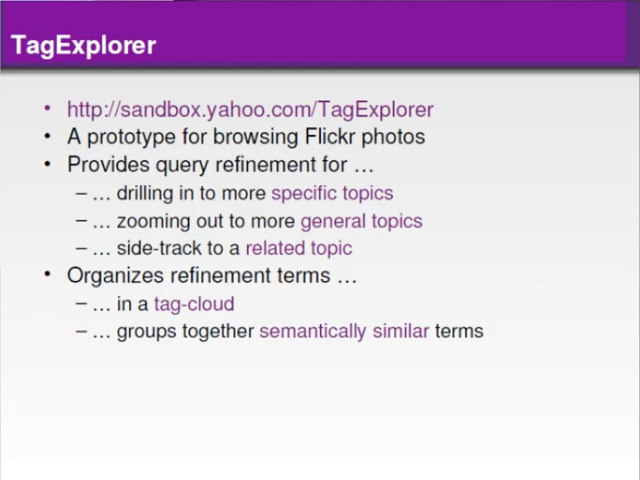 TagExplorer
• http://sandbox.yahoo.com/TagExplorer
• A prototype for browsing Flickr photos
• Provides query refinement for …
– … drilling in to more specific topics
– … zooming out to more general topics
– … side-track to a related topic
• Organizes refinement terms …
– … in a tag-cloud
– … groups together semantically similar terms